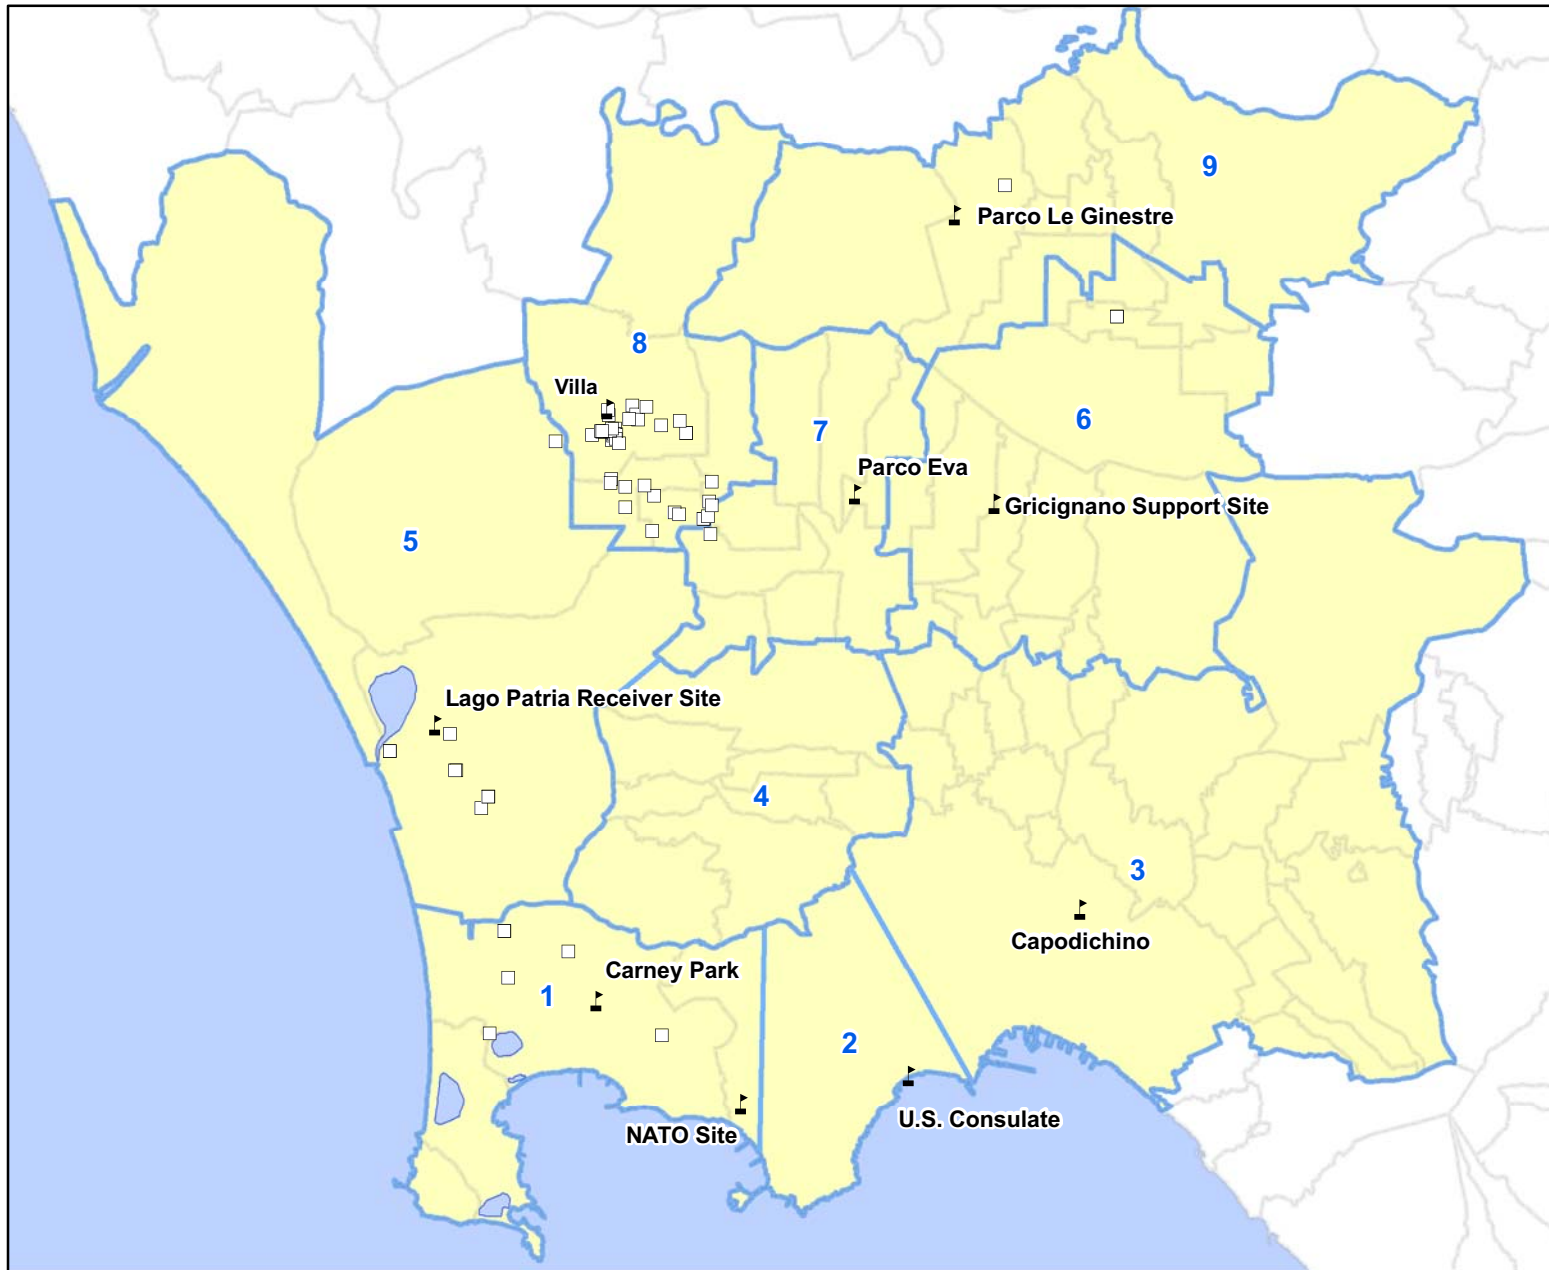 9
Parco Le Ginestre
8
Villa
6
7
Parco Eva
Gricignano Support Site
5
Lago Patria Receiver Site
4
3
Capodichino
Carney Park
1
2
U.S. Consulate
NATO Site